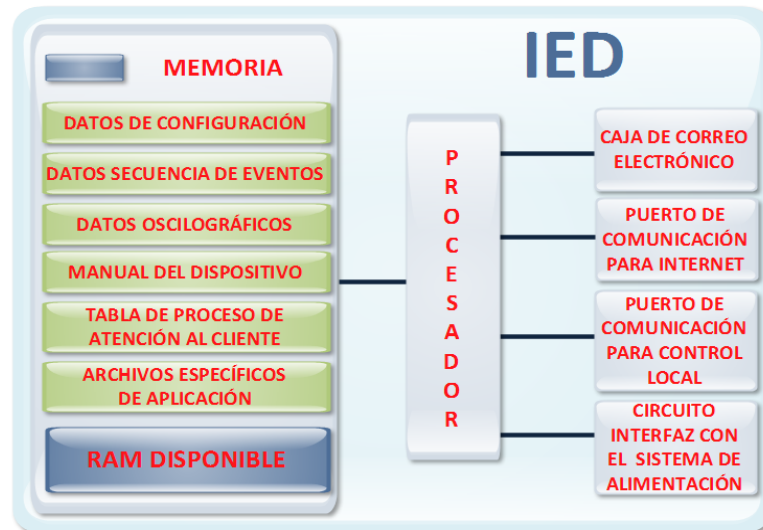 IED
MEMORIA
DATOS DE CONFIGURACIÓN
DATOS SECUENCIA DE EVENTOS
DATOS OSCILOGRÁFICOS
MANUAL DEL DISPOSITIVO
TABLA DE PROCESO DE
ATENCIÓN AL CLIENTE
ARCHIVOS ESPECÍFICOS
DE APLICACIÓN
RAM DISPONIBLE
PROCESADOR
CAJA DE CORREO
ELECTRÓNICO
PUERTO DE
COMUNICACIÓN
PARA INTERNET
PUERTO DE
COMUNICACIÓN
PARA CONTROL
LOCAL
CIRCUITO
INTERFAZ CON
EL SISTEMA DE
ALIMENTACIÓN